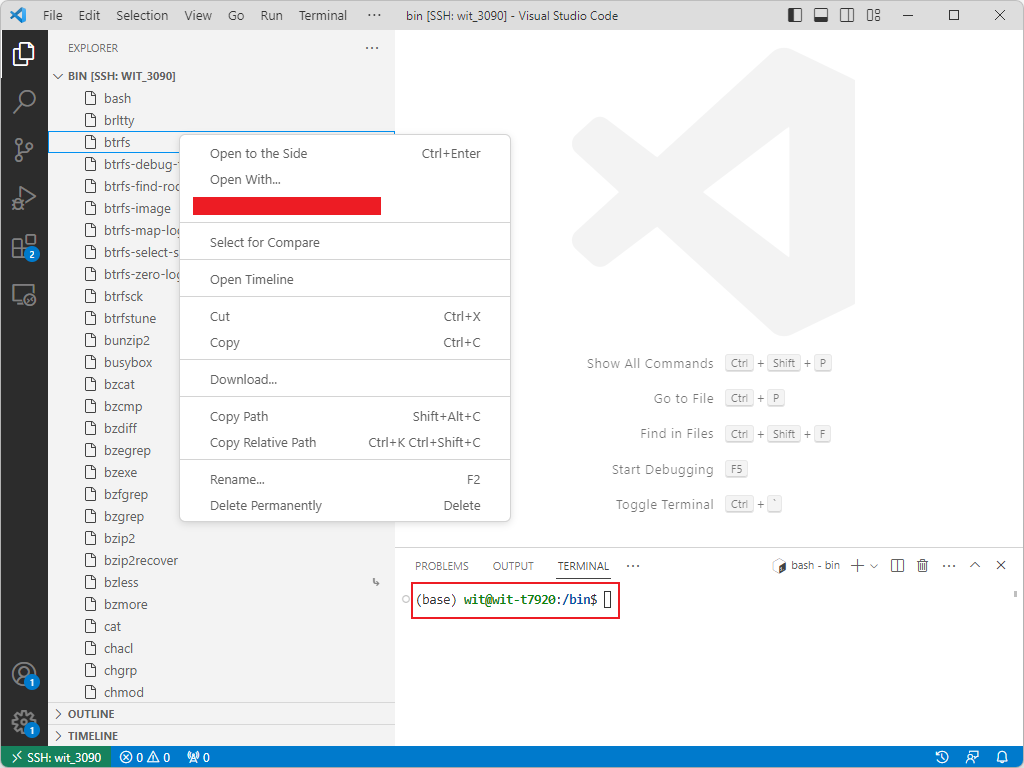 File Edit Selection View Go Run Terminal ··· bin [SSH: wit_3090] - Visual Studio Code
EXPLORER ···
BIN [SSH: WIT_3090]
bash
brltty
btrfs
btrfs-debug-
btrfs-find-roo
btrfs-image
btrfs-map-log
btrfs-select-s
btrfs-zero-log
btrfsck
btrfstune
bunzip2
busybox
bzcat
bzcmp
bzdiff
bzegrep
bzexe
bzfgrep
bzgrep
bzip2
bzip2recover
bzless
bzmore
cat
chacl
chgrp
chmod
OUTLINE
TIMELINE
2
1
1
Open to the Side Ctrl+Enter
Open With...
Select for Compare
Open Timeline
Cut Ctrl+X
Copy Ctrl+C
Download...
Copy Path Shift+Alt+C
Copy Relative Path Ctrl+K Ctrl+Shift+C
Rename... F2
Delete Permanently Delete
Show All Commands Ctrl + Shift + P
Go to File Ctrl + P
Find in Files Ctrl + Shift + F
Start Debugging F5
Toggle Terminal Ctrl + `
PROBLEMS OUTPUT TERMINAL ··· bash - bin ···
(base) wit@wit-t7920:/bin$
SSH: wit_3090 0 0 0